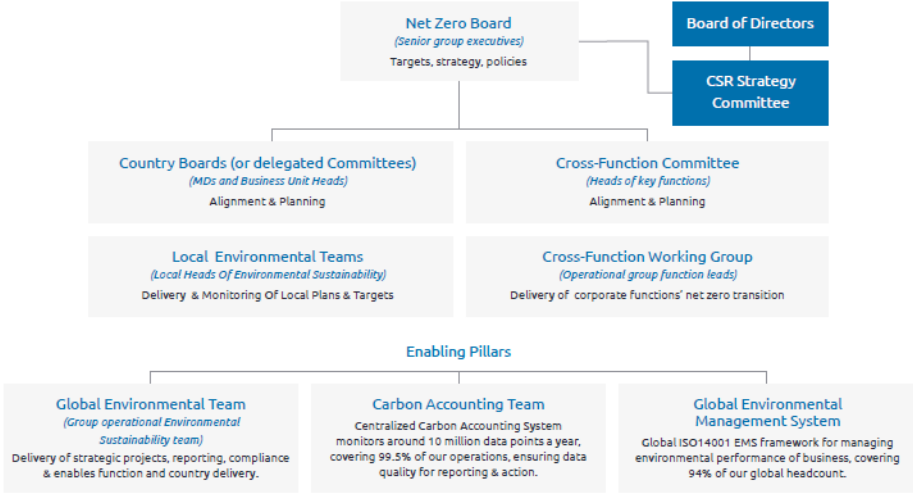 Net Zero Board
(Senior group executives)
Targets, strategy, policies
Board of Directors
CSR Strategy
Committee
Country Boards (or delegated Committees)
(MDs and Business Unit Heads)
Alignment & Planning
Cross-Function Committee
(Heads of key functions)
Alignment & Planning
Local Environmental Teams
(Local Heads Of Environmental Sustainability)
Delivery & Monitoring Of Local Plans & Targets
Cross-Function Working Group
(Operational group function leads)
Delivery of corporate functions' net zero transition
Enabling Pillars
Global Environmental Team
(Group operational Environmental
Sustainability team)
Delivery of strategic projects, reporting, compliance
& enables function and country delivery.
Carbon Accounting Team
Centralized Carbon Accounting System
monitors around 10 million data points a year,
covering 99.5% of our operations, ensuring data
quality for reporting & action.
Global Environmental
Management System
Global ISO14001 EMS framework for managing
environmental performance of business, covering
94% of our global headcount.